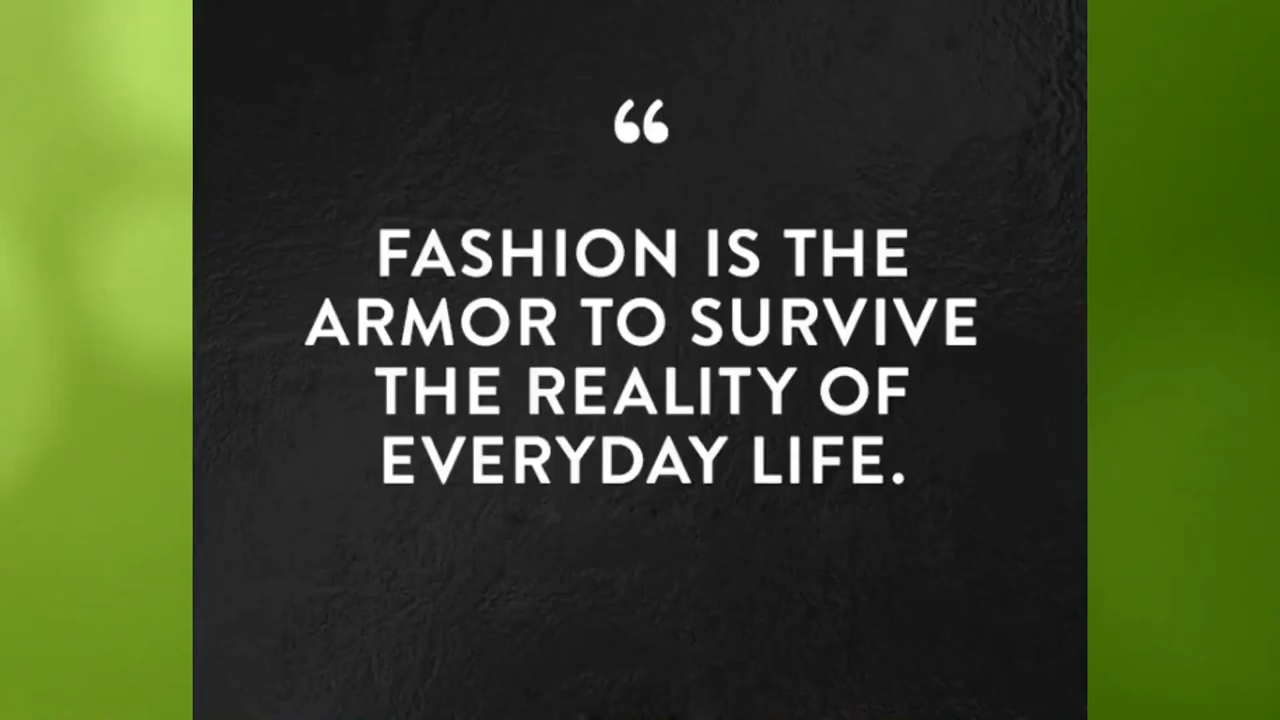 “
FASHION IS THE
ARMOR TO SURVIVE
THE REALITY OF
EVERYDAY LIFE.